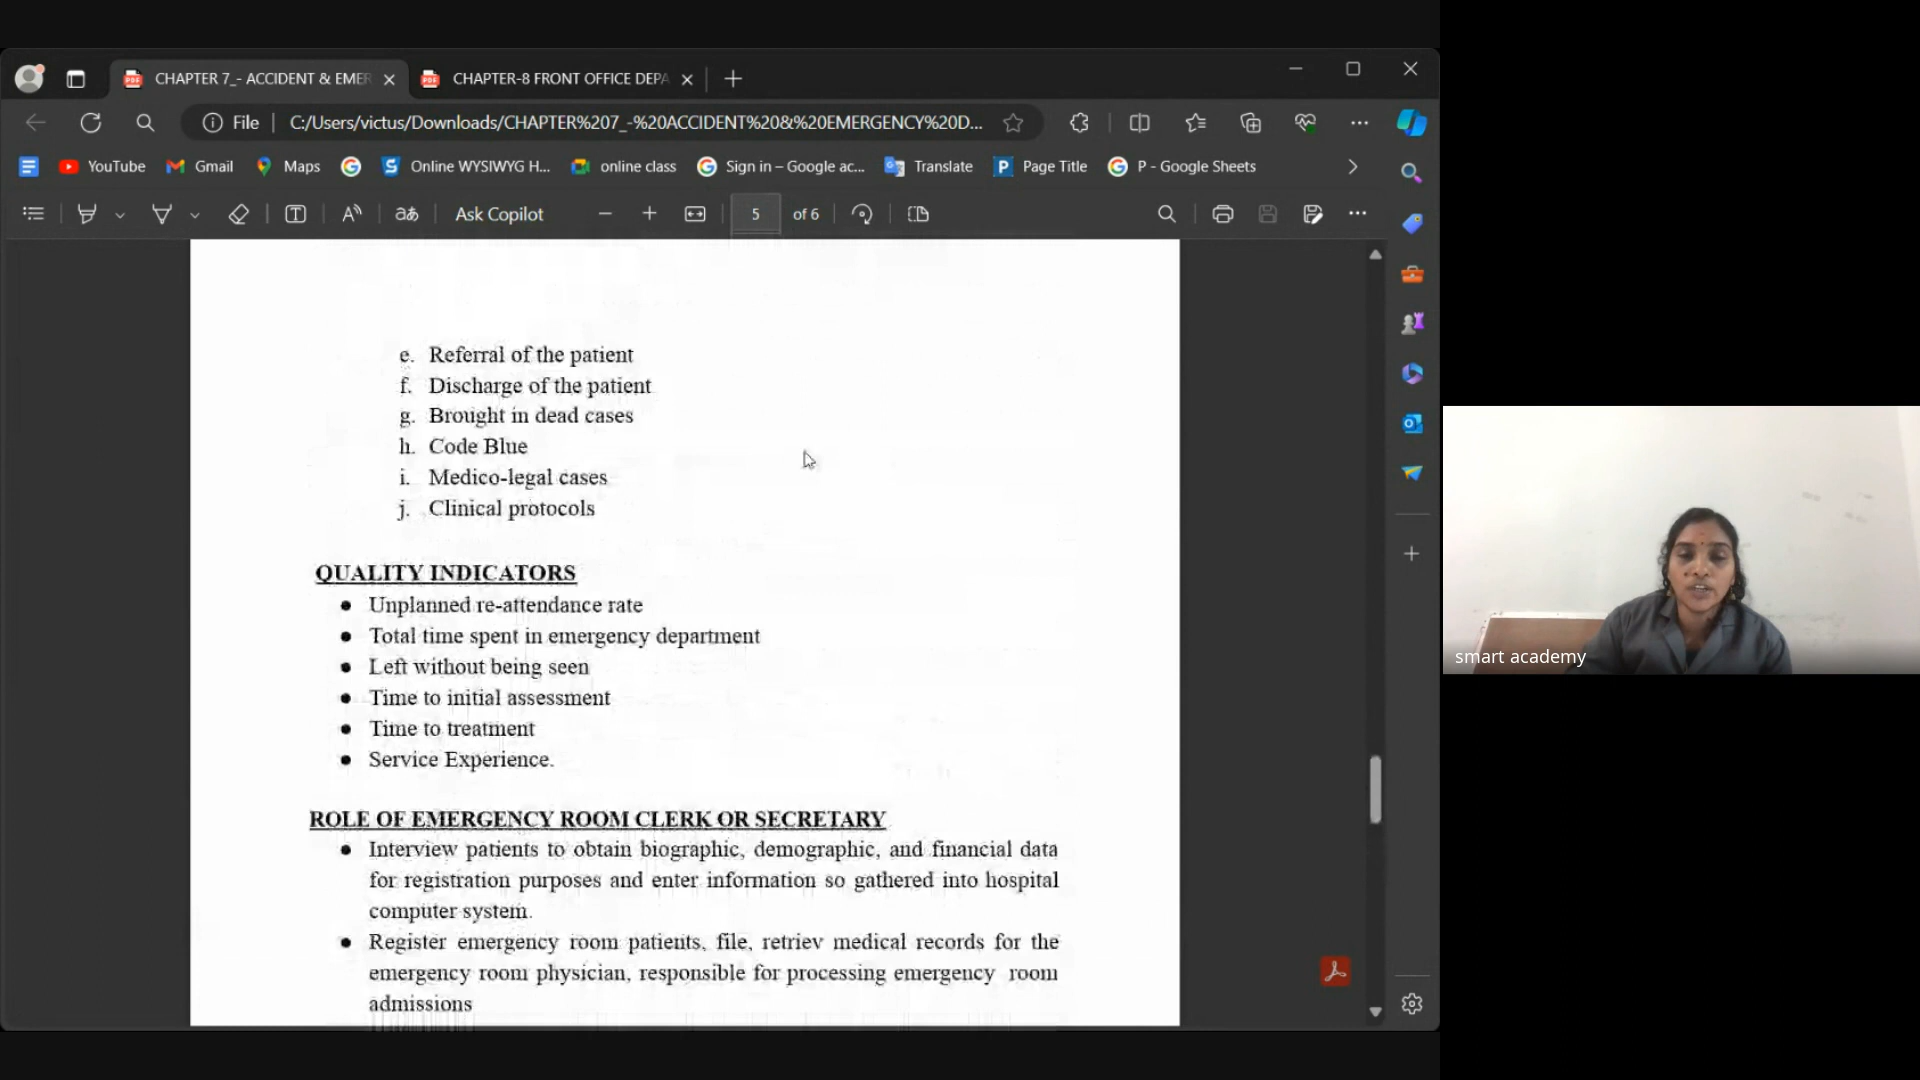 CHAPTER 7_- ACCIDENT & EMER
CHAPTER-8 FRONT OFFICE DEPA
File
C:/Users/victus/Downloads/CHAPTER%207_-%20ACCIDENT%20&%20EMERGENCY%20D...
YouTube
Gmail
Maps
Online WYSIWYG H...
online class
Sign in – Google ac...
Translate
Page Title
P - Google Sheets
Ask Copilot
5 of 6
e. Referral of the patient
f. Discharge of the patient
g. Brought in dead cases
h. Code Blue
i. Medico-legal cases
j. Clinical protocols
QUALITY INDICATORS
● Unplanned re-attendance rate
● Total time spent in emergency department
● Left without being seen
● Time to initial assessment
● Time to treatment
● Service Experience.
ROLE OF EMERGENCY ROOM CLERK OR SECRETARY
● Interview patients to obtain biographic, demographic, and financial data
for registration purposes and enter information so gathered into hospital
computer system.
● Register emergency room patients, file, retriev medical records for the
emergency room physician, responsible for processing emergency room
admissions
smart academy